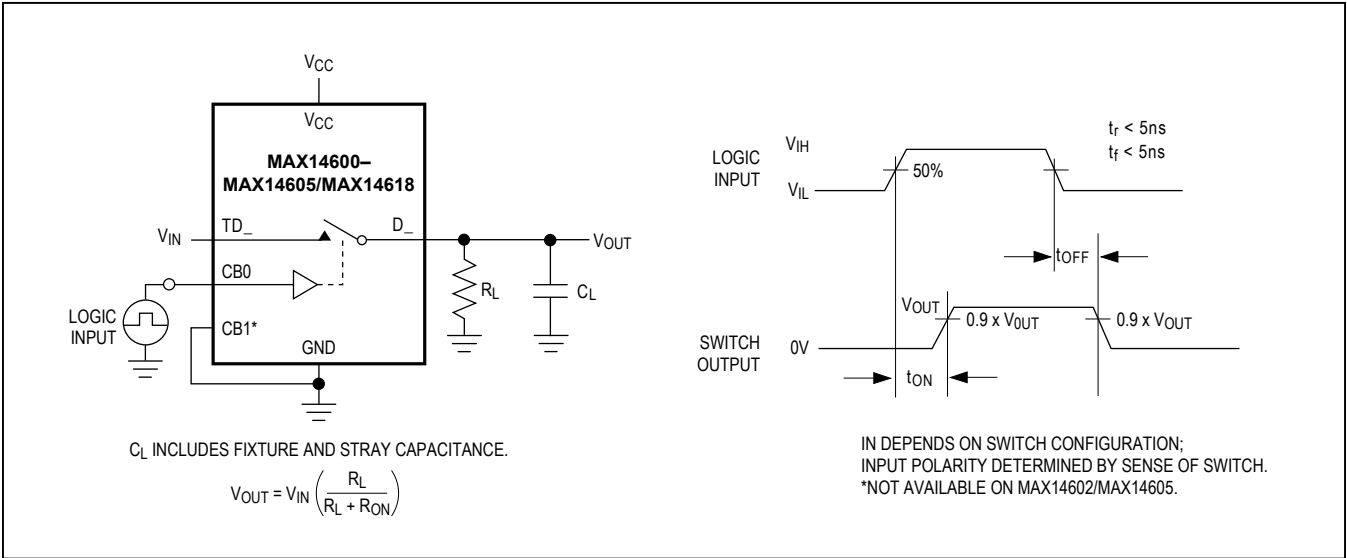 VCC
VCC
MAX14600–
MAX14605/MAX14618
VIN
TD_
D_
VOUT
CB0
LOGIC
INPUT
CB1*
GND
RL
CL
CL INCLUDES FIXTURE AND STRAY CAPACITANCE.
VOUT = VIN (RL / RL + RON)
LOGIC
INPUT
VIH
VIL
50%
tr < 5ns
tf < 5ns
tOFF
VOUT
0.9 x V0UT
0.9 x VOUT
SWITCH
OUTPUT
0V
tON
IN DEPENDS ON SWITCH CONFIGURATION;
INPUT POLARITY DETERMINED BY SENSE OF SWITCH.
*NOT AVAILABLE ON MAX14602/MAX14605.